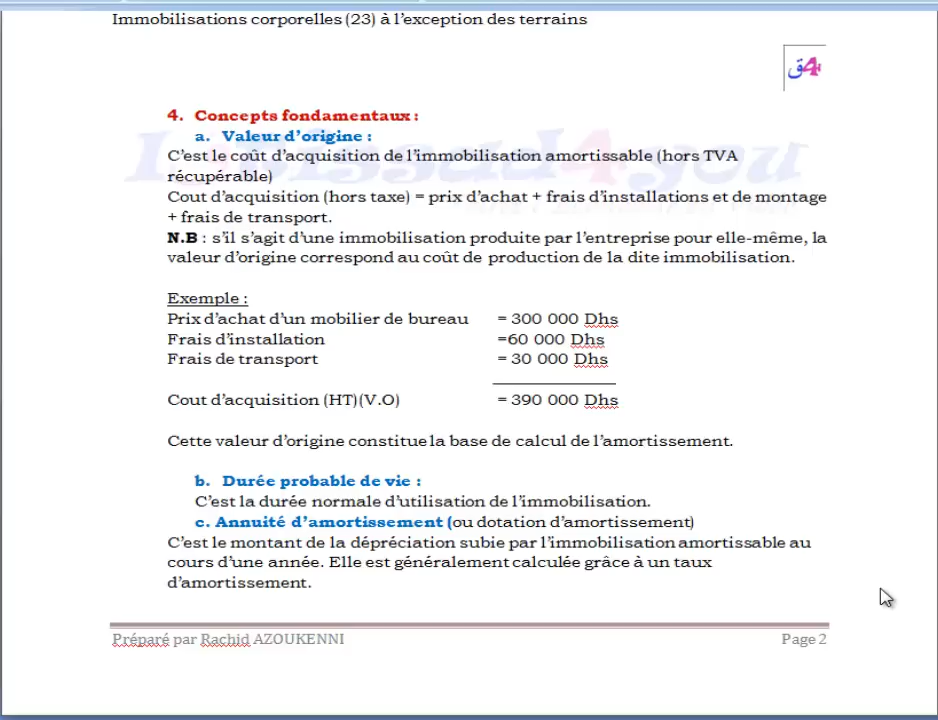 Immobilisations corporelles (23) à l’exception des terrains
4ق
4. Concepts fondamentaux :
a. Valeur d’origine :
C’est le coût d’acquisition de l’immobilisation amortissable (hors TVA
récupérable)
Cout d’acquisition (hors taxe) = prix d’achat + frais d’installations et de montage
+ frais de transport.
N.B : s’il s’agit d’une immobilisation produite par l’entreprise pour elle-même, la
valeur d’origine correspond au coût de production de la dite immobilisation.
Exemple :
Prix d’achat d’un mobilier de bureau = 300 000 Dhs
Frais d’installation =60 000 Dhs
Frais de transport = 30 000 Dhs
Cout d’acquisition (HT)(V.O) = 390 000 Dhs
Cette valeur d’origine constitue la base de calcul de l’amortissement.
b. Durée probable de vie :
C’est la durée normale d’utilisation de l’immobilisation.
c. Annuité d’amortissement (ou dotation d’amortissement)
C’est le montant de la dépréciation subie par l’immobilisation amortissable au
cours d’une année. Elle est généralement calculée grâce à un taux
d’amortissement.
Préparé par Rachid AZOUKENNI Page 2